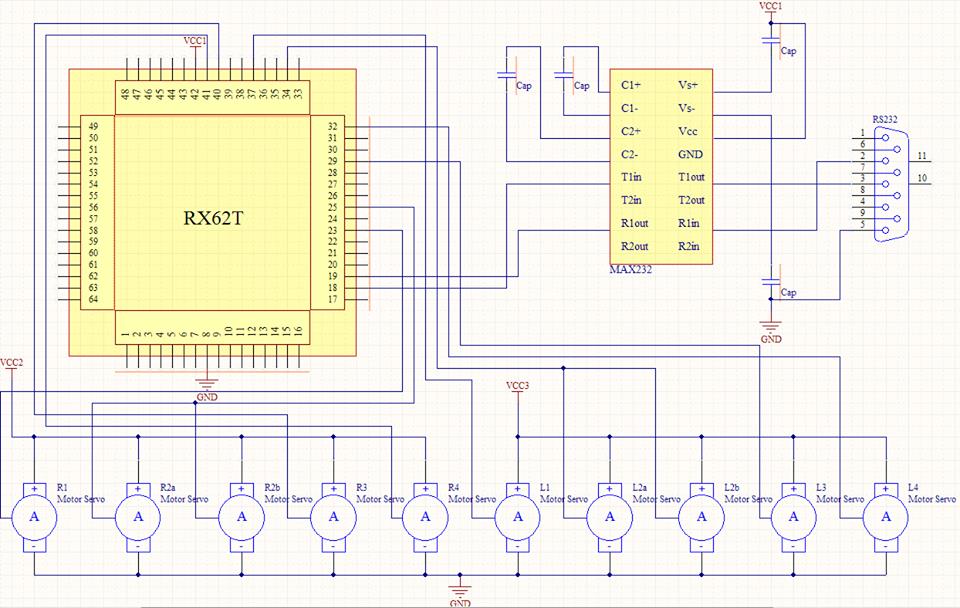 VCC1
VCC1
Cap
Cap
Cap
48 47 46 45 44 43 42 41 40 39 38 37 36 35 34 33
49
50
51
52
53
54
55
56
57
58
59
60
61
62
63
64
RX62T
32
31
30
29
28
27
26
25
24
23
22
21
20
19
18
17
1 2 3 4 5 6 7 8 9 10 11 12 13 14 15 16
GND
C1+ Vs+
C1- Vs-
C2+ Vcc
C2- GND
T1in T1out
T2in T2out
R1out R1in
R2out R2in
MAX232
RS232
1
6
2
7
3
8
4
9
5
11
10
Cap
GND
VCC2
VCC3
R1
Motor Servo
A
+
-
R2a
Motor Servo
A
+
-
R2b
Motor Servo
A
+
-
R3
Motor Servo
A
+
-
R4
Motor Servo
A
+
-
L1
Motor Servo
A
+
-
L2a
Motor Servo
A
+
-
L2b
Motor Servo
A
+
-
L3
Motor Servo
A
+
-
L4
Motor Servo
A
+
-
GND